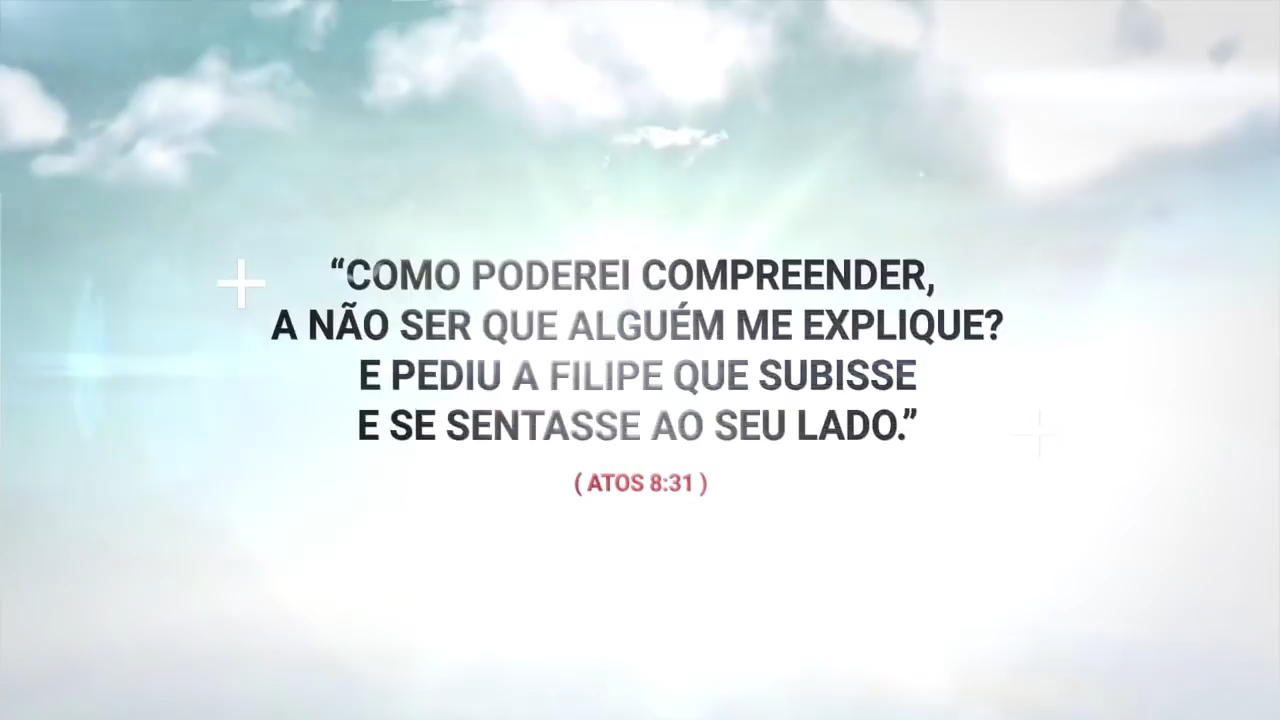 “COMO PODEREI COMPREENDER,
A NÃO SER QUE ALGUÉM ME EXPLIQUE?
E PEDIU A FILIPE QUE SUBISSE
E SE SENTASSE AO SEU LADO.”
( ATOS 8:31 )